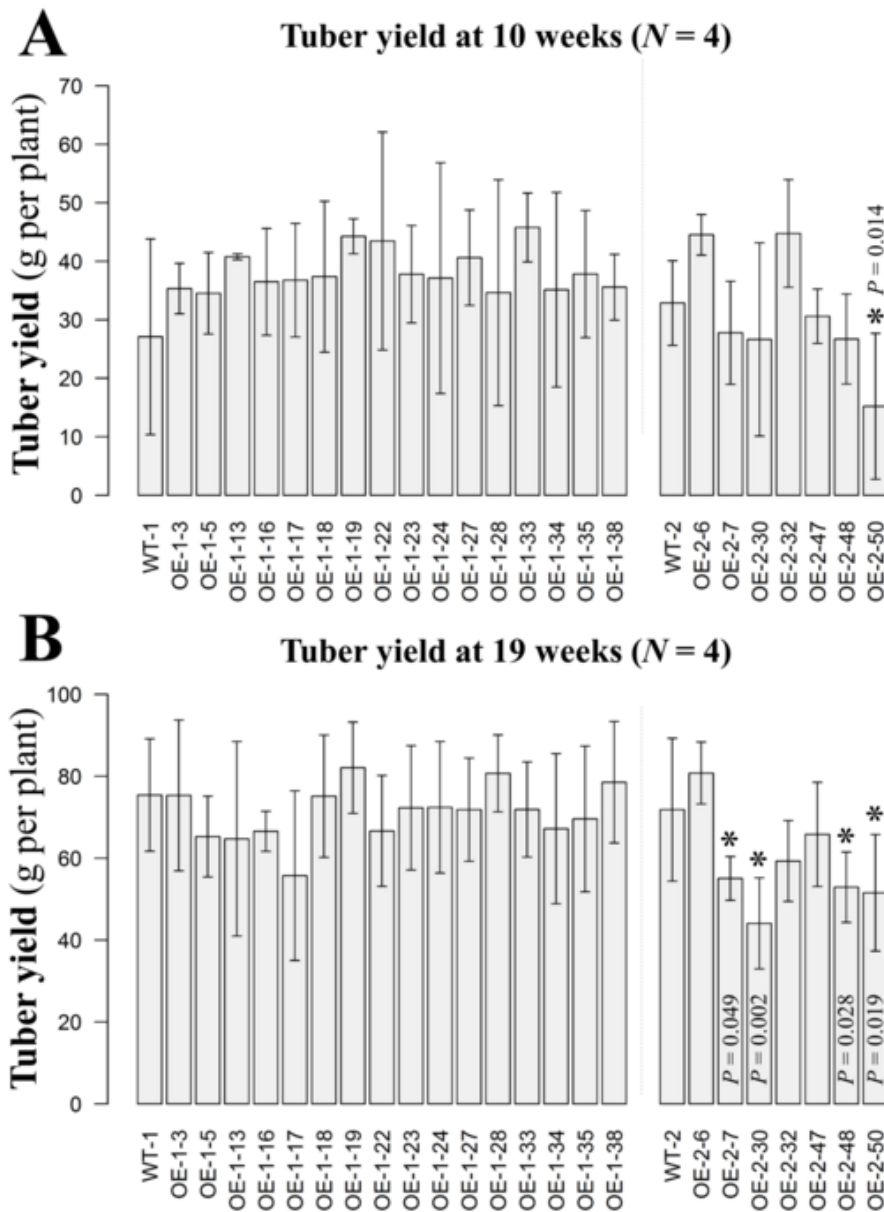 A
Tuber yield at 10 weeks (N = 4)
Tuber yield (g per plant)
70
60
50
40
30
20
10
0
* P = 0.014
WT-1
OE-1-3
OE-1-5
OE-1-13
OE-1-16
OE-1-17
OE-1-18
OE-1-19
OE-1-22
OE-1-23
OE-1-24
OE-1-27
OE-1-28
OE-1-33
OE-1-34
OE-1-35
OE-1-38
WT-2
OE-2-6
OE-2-7
OE-2-30
OE-2-32
OE-2-47
OE-2-48
OE-2-50
B
Tuber yield at 19 weeks (N = 4)
Tuber yield (g per plant)
100
80
60
40
20
0
*
*
*
*
P = 0.049
P = 0.002
P = 0.028
P = 0.019
WT-1
OE-1-3
OE-1-5
OE-1-13
OE-1-16
OE-1-17
OE-1-18
OE-1-19
OE-1-22
OE-1-23
OE-1-24
OE-1-27
OE-1-28
OE-1-33
OE-1-34
OE-1-35
OE-1-38
WT-2
OE-2-6
OE-2-7
OE-2-30
OE-2-32
OE-2-47
OE-2-48
OE-2-50